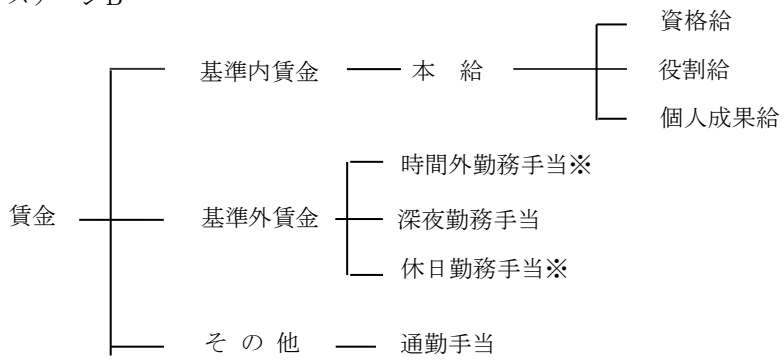 資格給
基準内賃金 本 給 役割給
個人成果給
時間外勤務手当※
賃金 基準外賃金 深夜勤務手当
休日勤務手当※
そ の 他 通勤手当